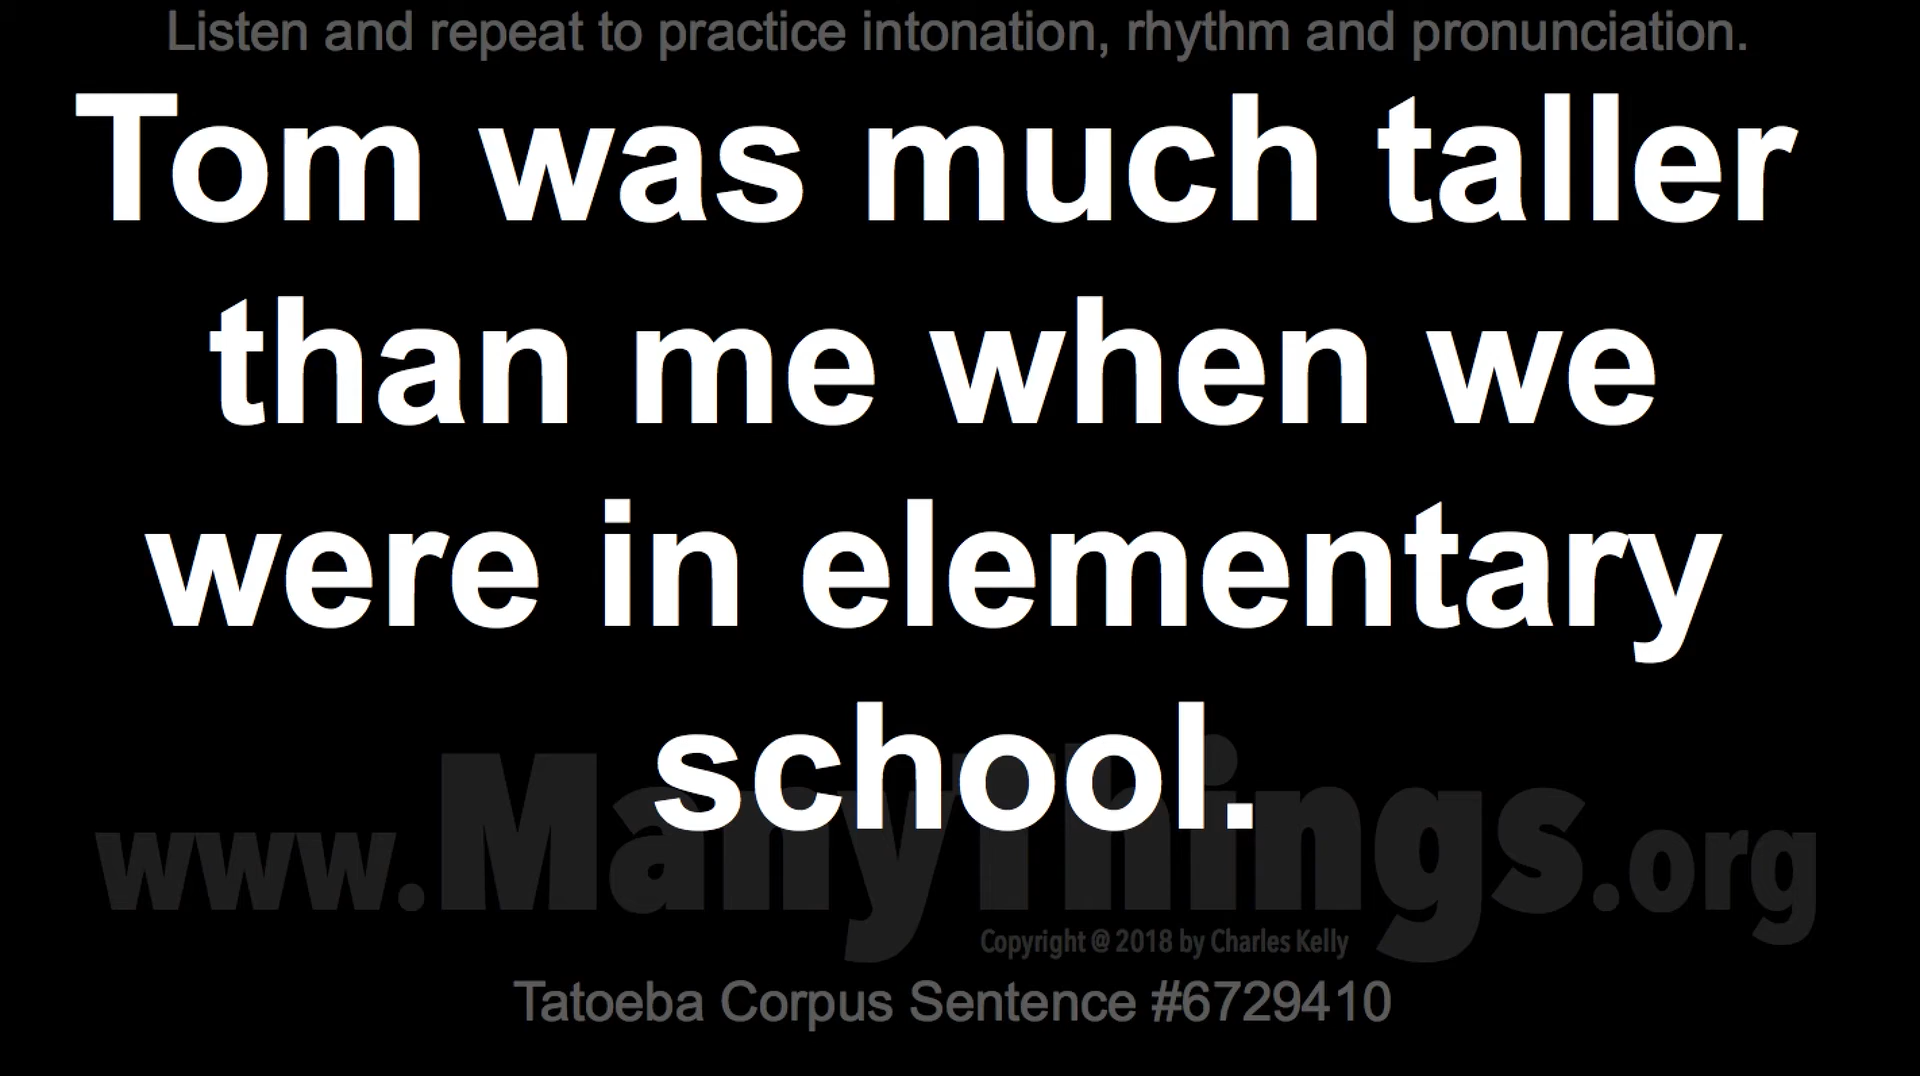 Listen and repeat to practice intonation, rhythm and pronunciation.
Tom was much taller
than me when we
were in elementary
school.
www.ManyThings.org
Copyright @ 2018 by Charles Kelly
Tatoeba Corpus Sentence #6729410